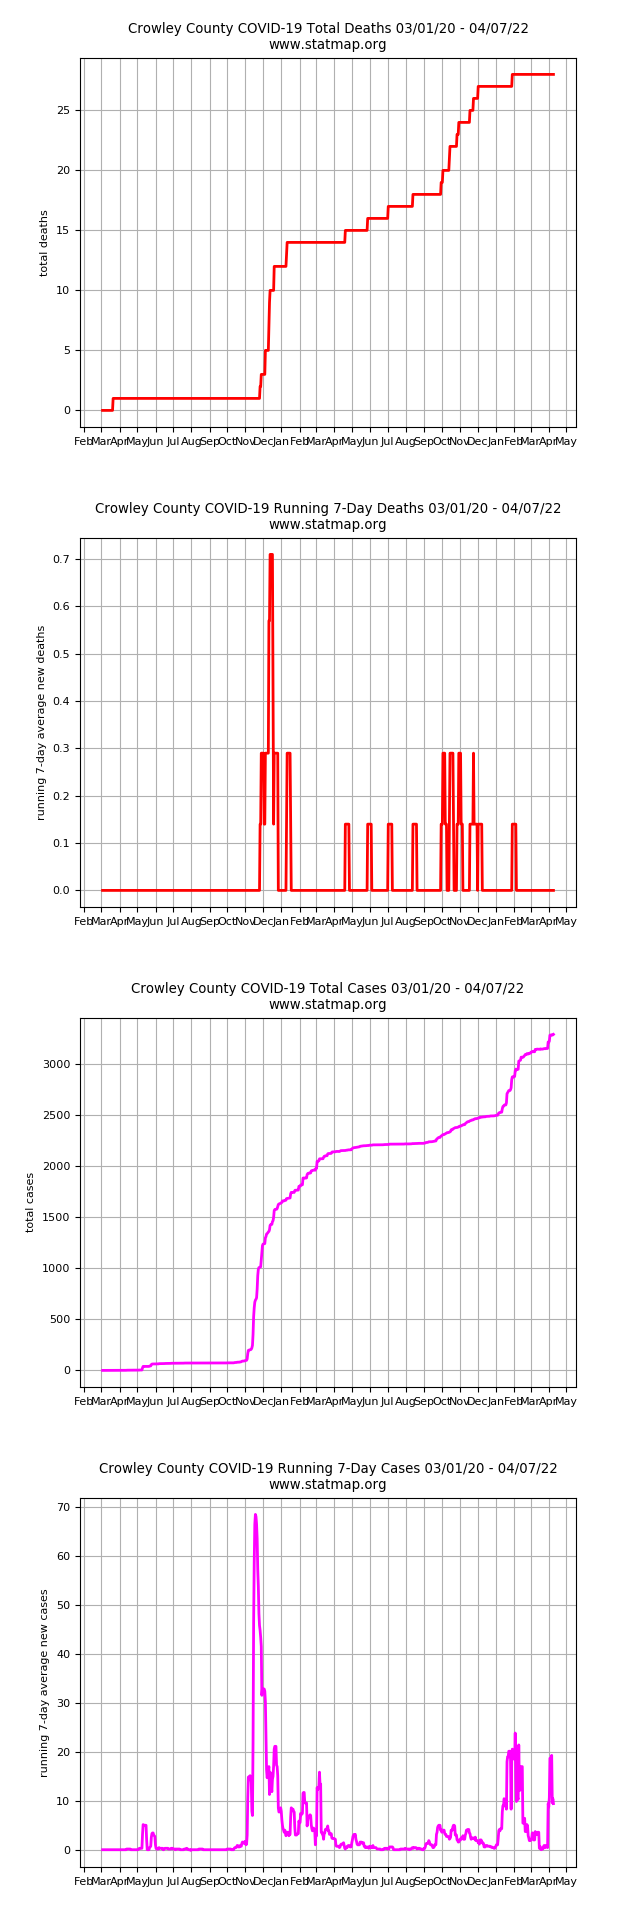 Crowley County COVID-19 Total Deaths 03/01/20 - 04/07/22
www.statmap.org
25
20
15
10
5
0
total deaths
Feb Mar Apr May Jun Jul Aug Sep Oct Nov Dec Jan Feb Mar Apr May Jun Jul Aug Sep Oct Nov Dec Jan Feb Mar Apr May
Crowley County COVID-19 Running 7-Day Deaths 03/01/20 - 04/07/22
www.statmap.org
0.7
0.6
0.5
0.4
0.3
0.2
0.1
0.0
running 7-day average new deaths
Feb Mar Apr May Jun Jul Aug Sep Oct Nov Dec Jan Feb Mar Apr May Jun Jul Aug Sep Oct Nov Dec Jan Feb Mar Apr May
Crowley County COVID-19 Total Cases 03/01/20 - 04/07/22
www.statmap.org
3000
2500
2000
1500
1000
500
0
total cases
Feb Mar Apr May Jun Jul Aug Sep Oct Nov Dec Jan Feb Mar Apr May Jun Jul Aug Sep Oct Nov Dec Jan Feb Mar Apr May
Crowley County COVID-19 Running 7-Day Cases 03/01/20 - 04/07/22
www.statmap.org
70
60
50
40
30
20
10
0
running 7-day average new cases
Feb Mar Apr May Jun Jul Aug Sep Oct Nov Dec Jan Feb Mar Apr May Jun Jul Aug Sep Oct Nov Dec Jan Feb Mar Apr May